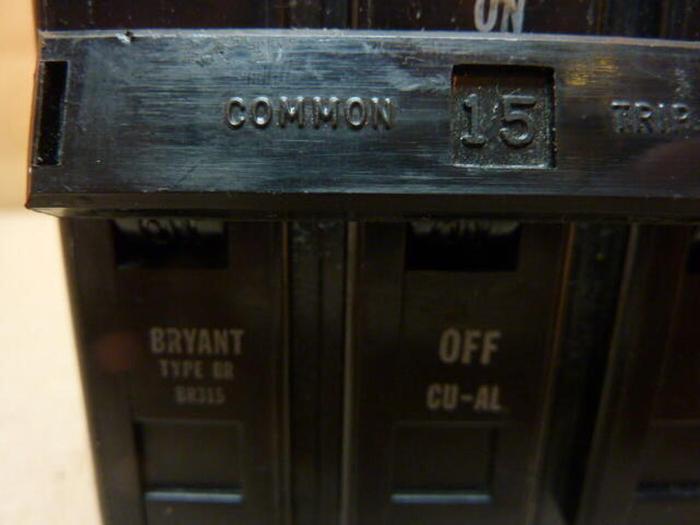 ON
COMMON 15 TRIP
BRYANT
TYPE BR
BR315
OFF
CU-AL